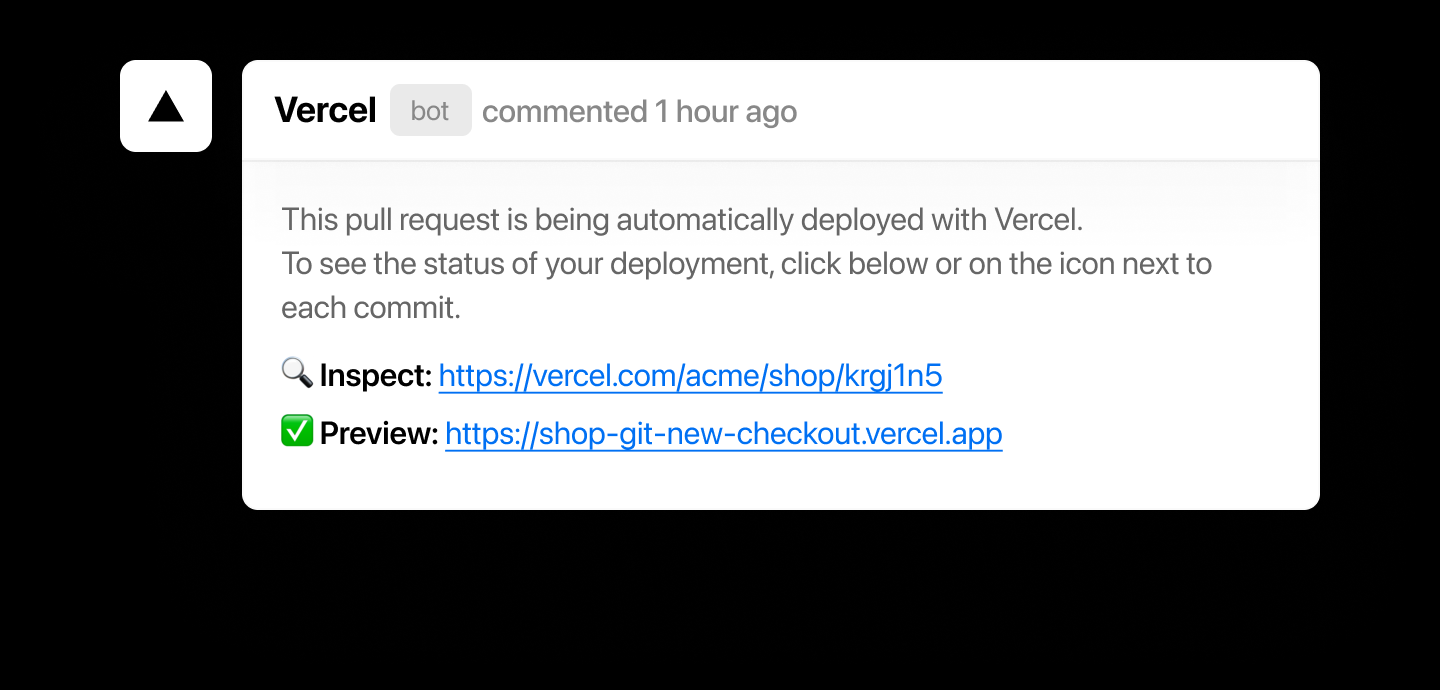 Vercel bot commented 1 hour ago
This pull request is being automatically deployed with Vercel.
To see the status of your deployment, click below or on the icon next to
each commit.
🔍 Inspect: https://vercel.com/acme/shop/krgj1n5
✅ Preview: https://shop-git-new-checkout.vercel.app